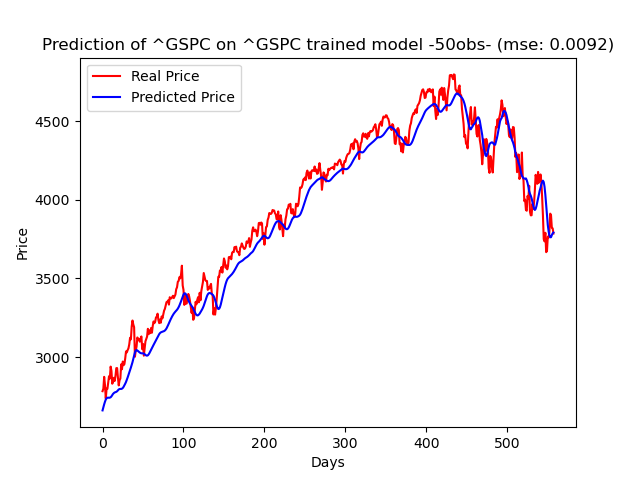 Prediction of ^GSPC on ^GSPC trained model -50obs- (mse: 0.0092)
Real Price
Predicted Price
4500
4000
3500
3000
Price
0 100 200 300 400 500
Days